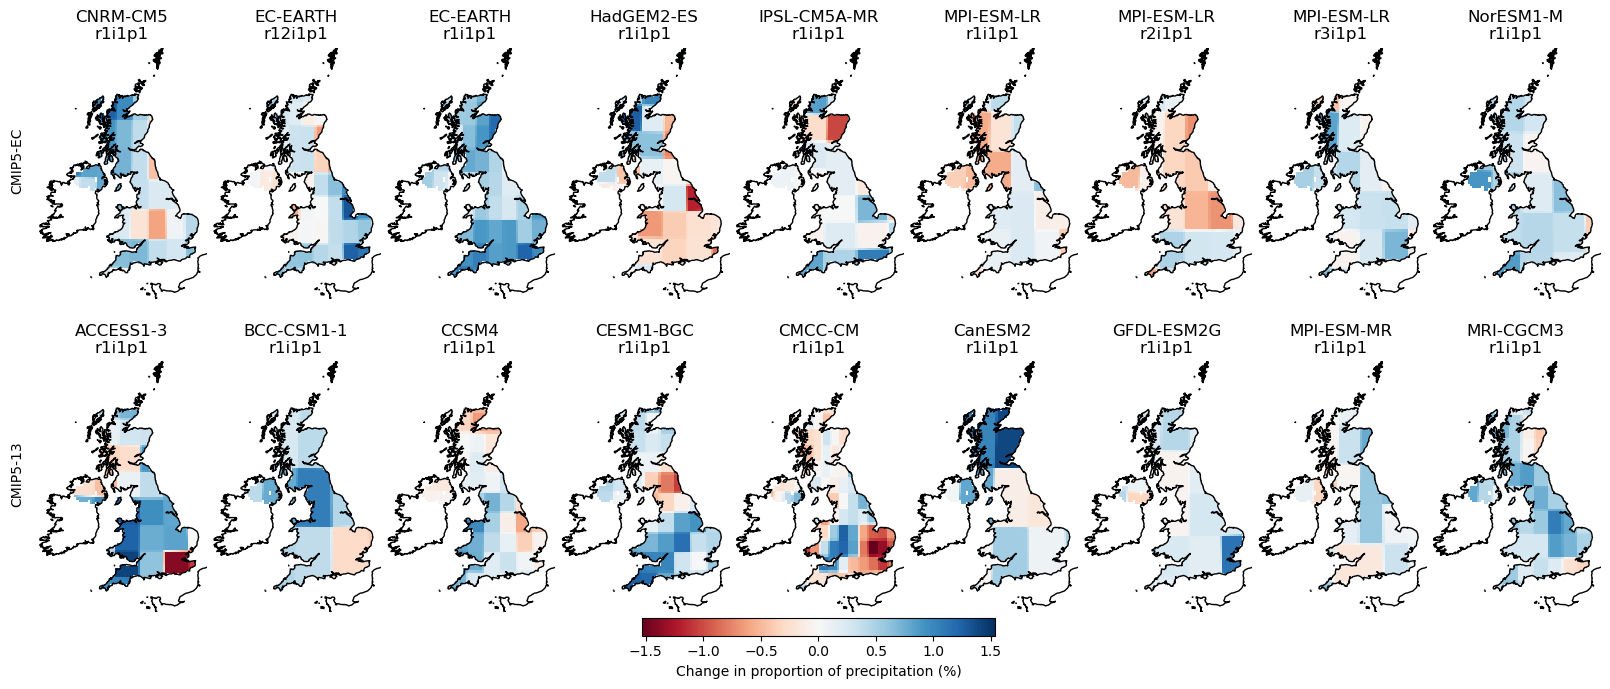 CNRM-CM5 EC-EARTH EC-EARTH HadGEM2-ES IPSL-CM5A-MR MPI-ESM-LR MPI-ESM-LR MPI-ESM-LR NorESM1-M
r1i1p1 r12i1p1 r1i1p1 r1i1p1 r1i1p1 r1i1p1 r2i1p1 r3i1p1 r1i1p1
CMIP5-EC
ACCESS1-3 BCC-CSM1-1 CCSM4 CESM1-BGC CMCC-CM CanESM2 GFDL-ESM2G MPI-ESM-MR MRI-CGCM3
r1i1p1 r1i1p1 r1i1p1 r1i1p1 r1i1p1 r1i1p1 r1i1p1 r1i1p1 r1i1p1
CMIP5-13
−1.5 −1.0 −0.5 0.0 0.5 1.0 1.5
Change in proportion of precipitation (%)